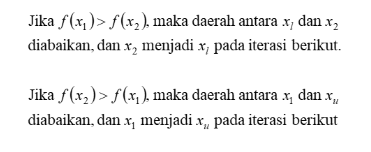 Jika f(x₁) > f(x₂), maka daerah antara xₗ dan x₂
diabaikan, dan x₂ menjadi xₗ pada iterasi berikut.
Jika f(x₂) > f(x₁), maka daerah antara x₁ dan xᵤ
diabaikan, dan x₁ menjadi xᵤ pada iterasi berikut